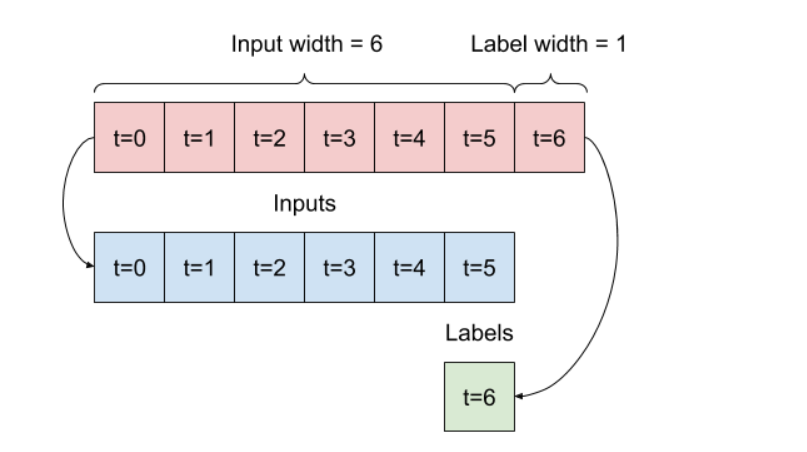 Input width = 6 Label width = 1
t=0 t=1 t=2 t=3 t=4 t=5 t=6
Inputs
t=0 t=1 t=2 t=3 t=4 t=5
Labels
t=6